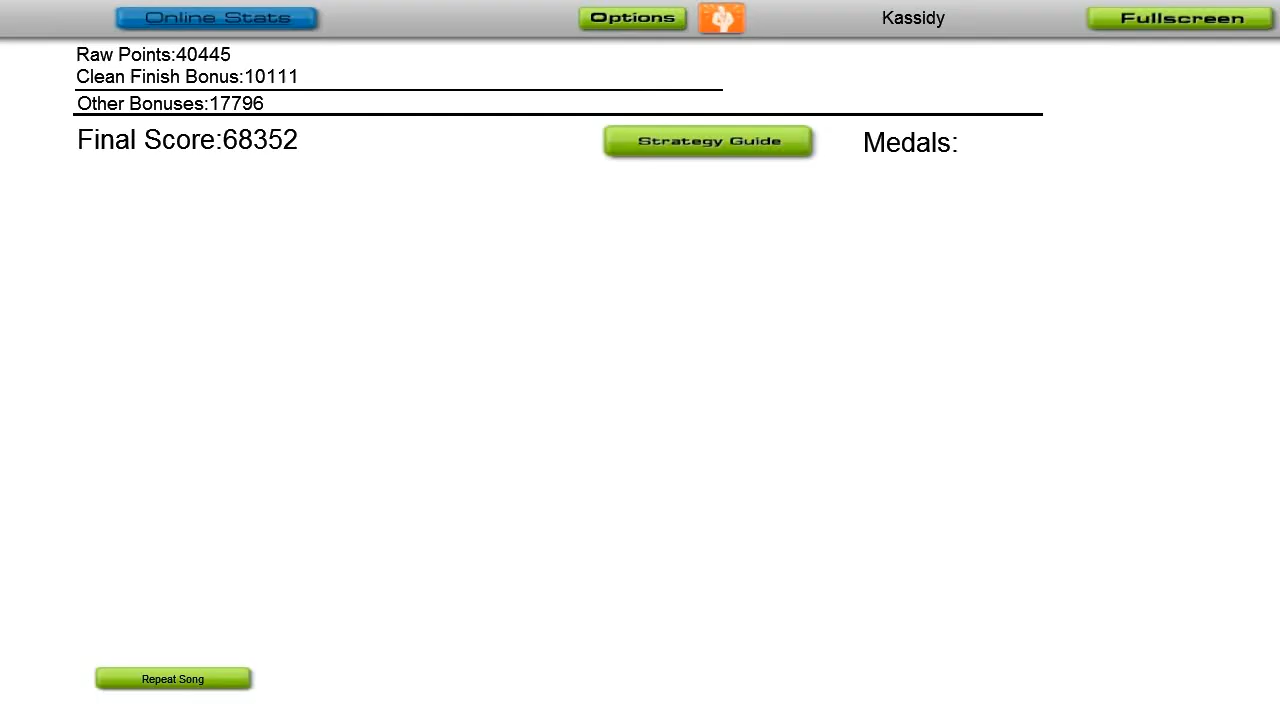 Online Stats
Options
Kassidy
Fullscreen
Raw Points:40445
Clean Finish Bonus:10111
Other Bonuses:17796
Final Score:68352
Strategy Guide
Medals:
Repeat Song